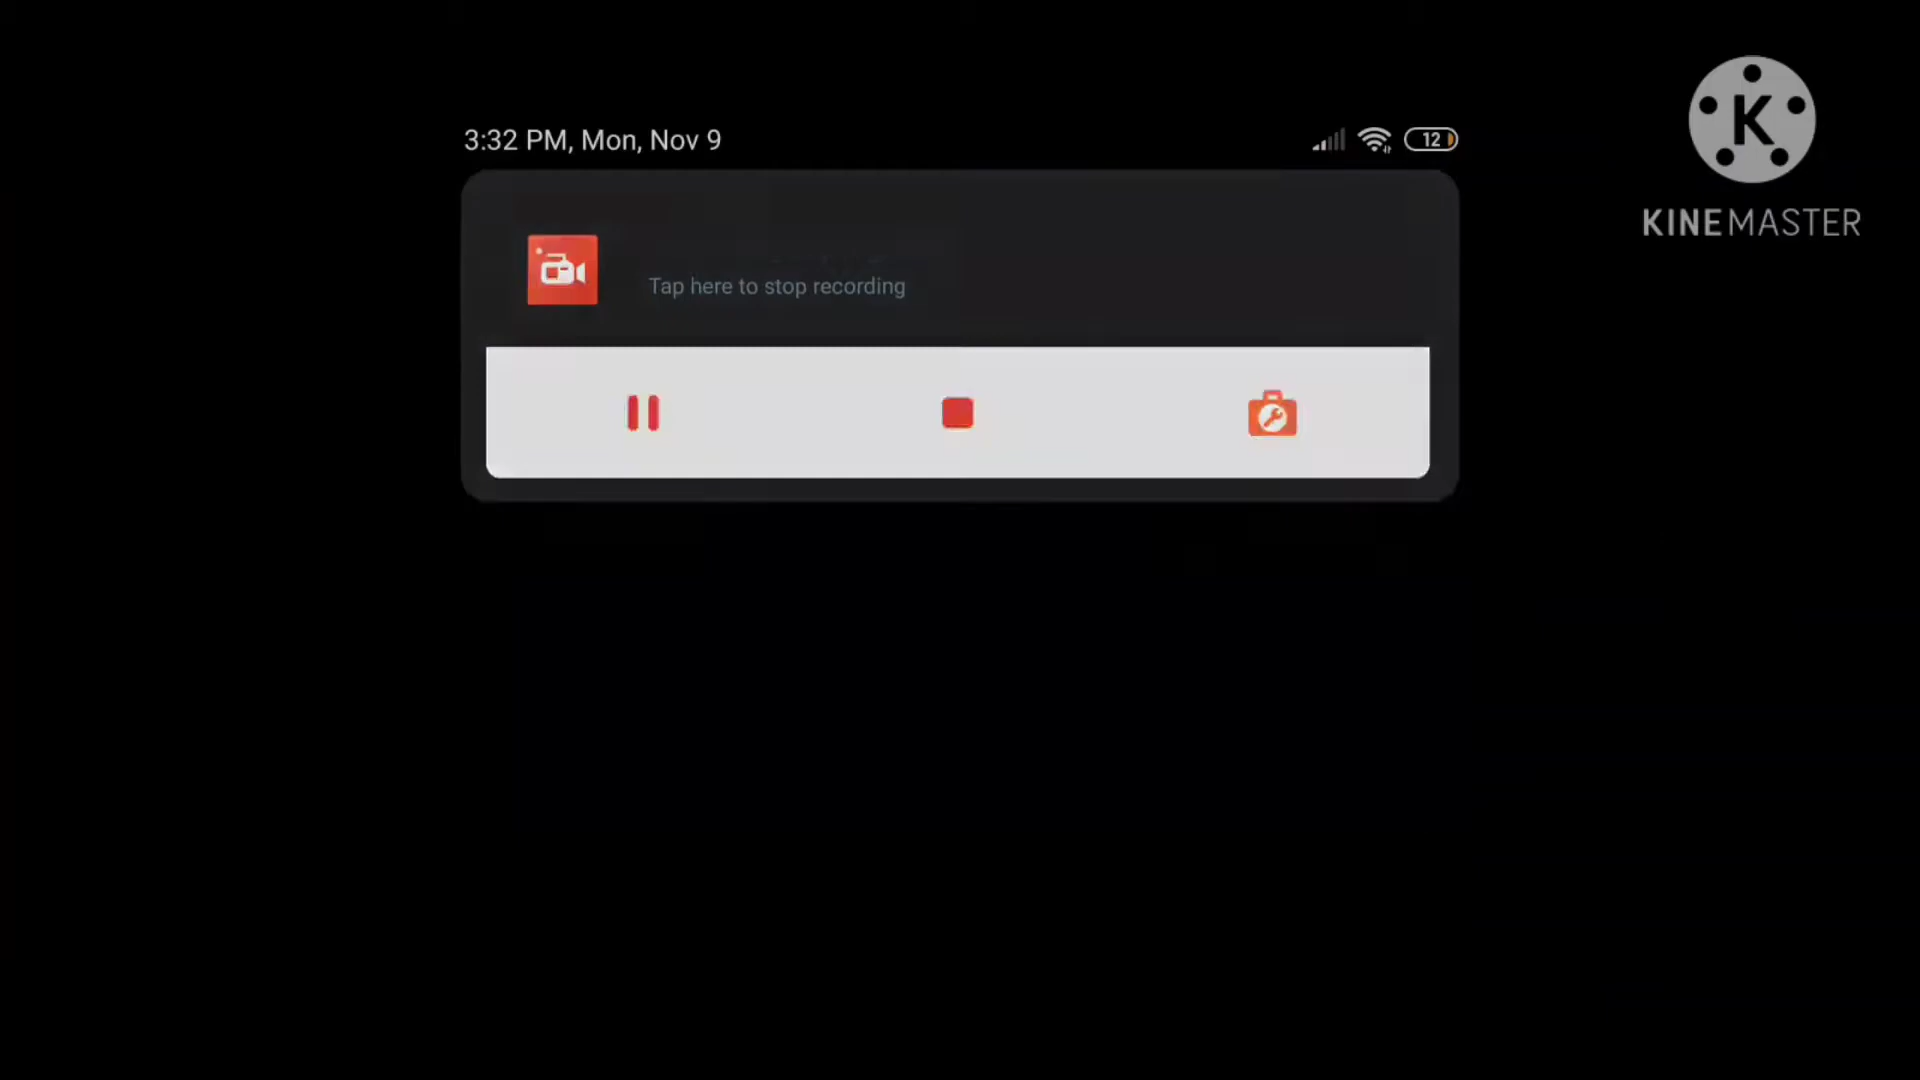 3:32 PM, Mon, Nov 9
12
K
KINEMASTER
Tap here to stop recording